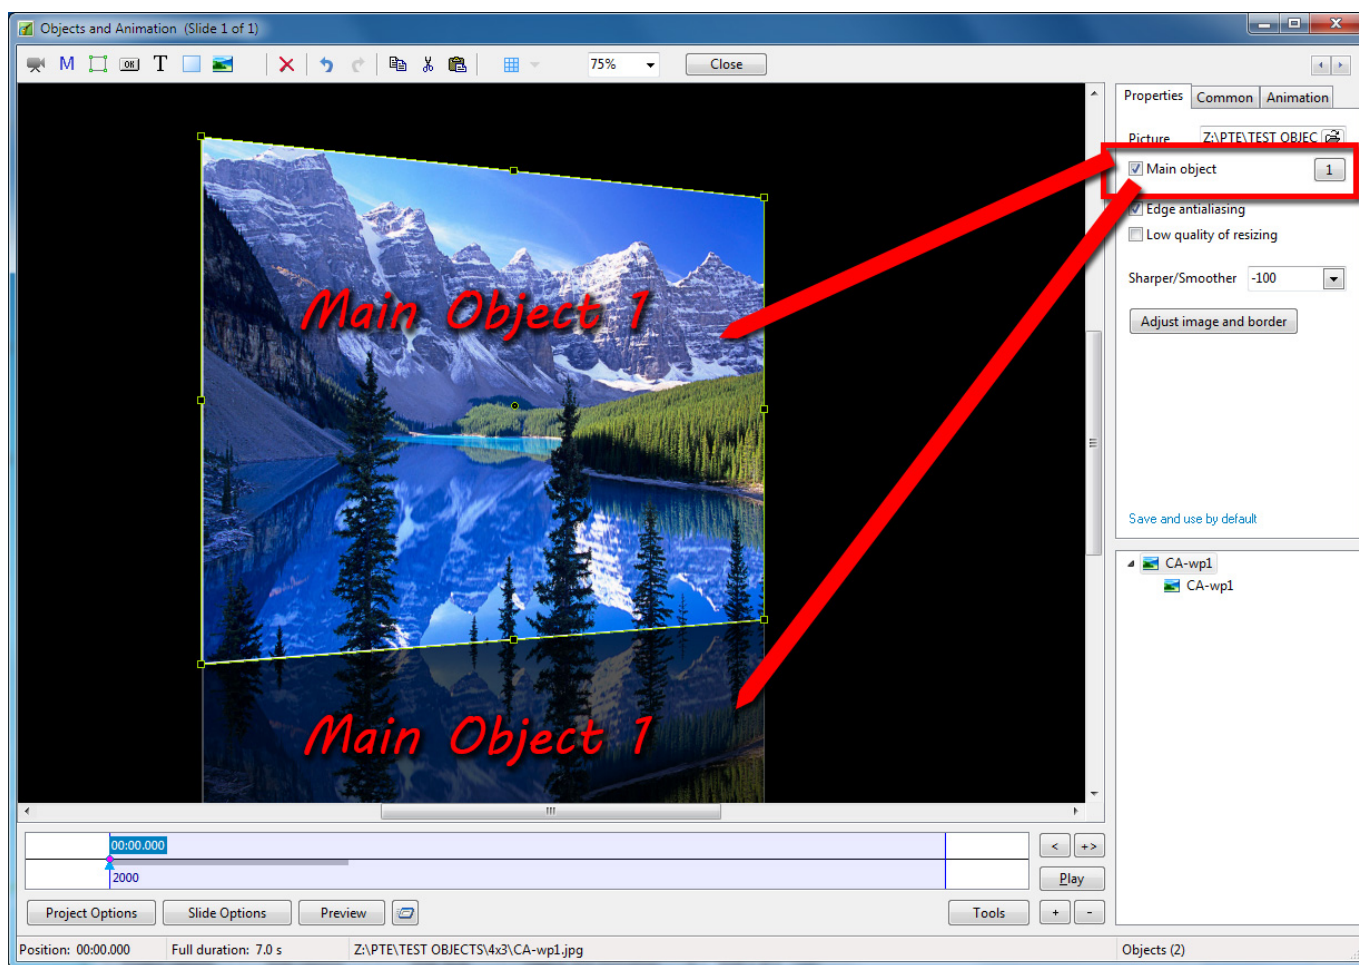 Objects and Animation  (Slide 1 of 1)
M OK T 75% Close
Properties Common Animation
Picture Z:\PTE\TEST OBJEC
Main object 1
Edge antialiasing
Low quality of resizing
Sharper/Smoother -100
Adjust image and border
Main Object 1
Save and use by default
CA-wp1
CA-wp1
Main Object 1
00:00.000
< +>
2000
Play
Project Options Slide Options Preview Tools + -
Position: 00:00.000 Full duration: 7.0 s Z:\PTE\TEST OBJECTS\4x3\CA-wp1.jpg Objects (2)